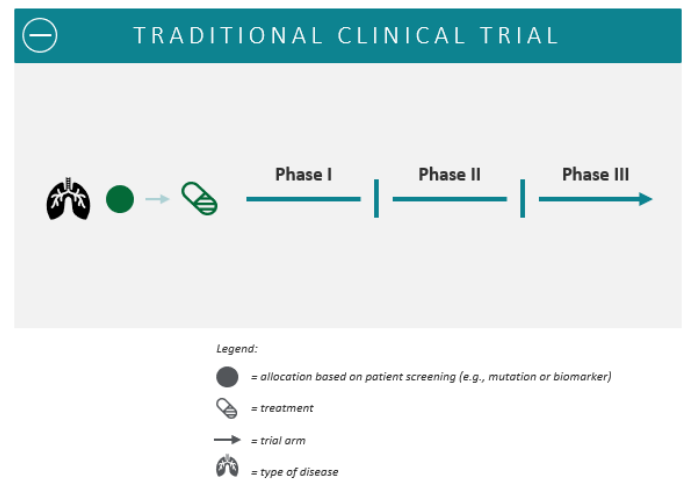 TRADITIONAL CLINICAL TRIAL
Phase I Phase II Phase III
Legend:
= allocation based on patient screening (e.g., mutation or biomarker)
= treatment
= trial arm
= type of disease